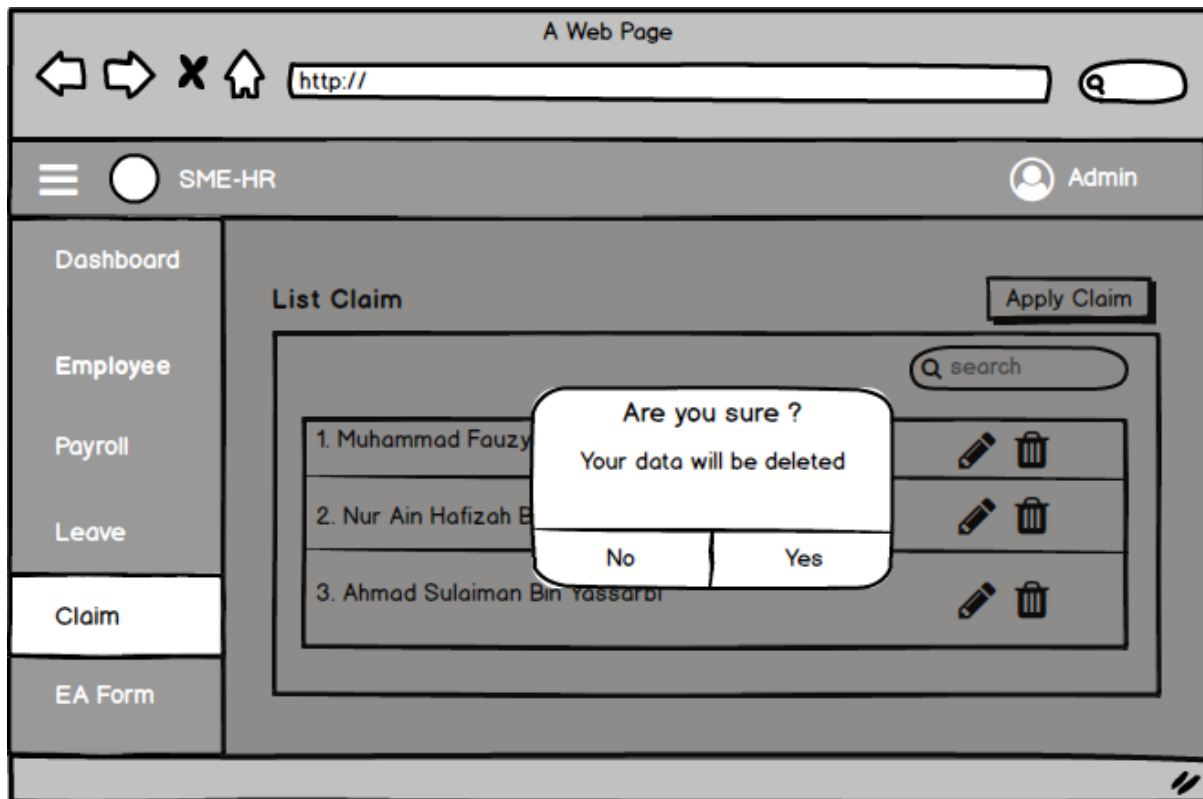 A Web Page
http://
SME-HR
Admin
Dashboard
Employee
Payroll
Leave
Claim
EA Form
List Claim
Apply Claim
search
1. Muhammad Fauzy
2. Nur Ain Hafizah B
3. Ahmad Sulaiman Bin Yassarbi
Are you sure ?
Your data will be deleted
No
Yes